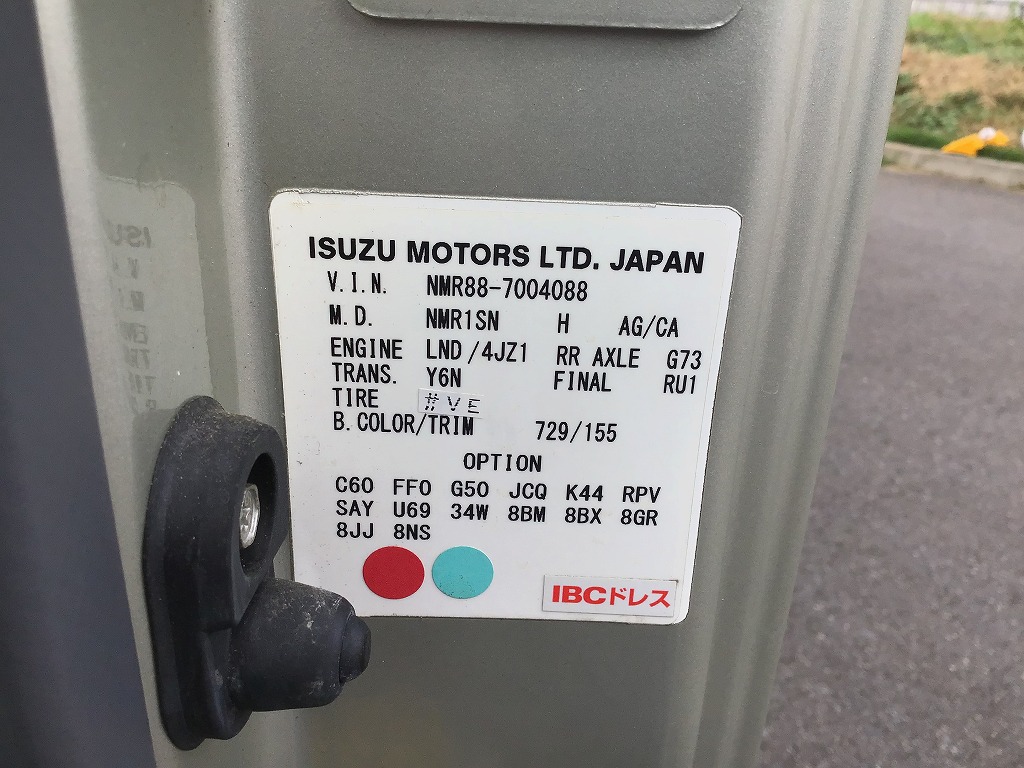 ISUZU MOTORS LTD. JAPAN
V.I.N. NMR88-7004088
M.D. NMR1SN H AG/CA
ENGINE LND/4JZ1 RR AXLE G73
TRANS. Y6N FINAL RU1
TIRE #VE
B.COLOR/TRIM 729/155
OPTION
C60 FF0 G50 JCQ K44 RPV
SAY U69 34W 8BM 8BX 8GR
8JJ 8NS
IBCドレス